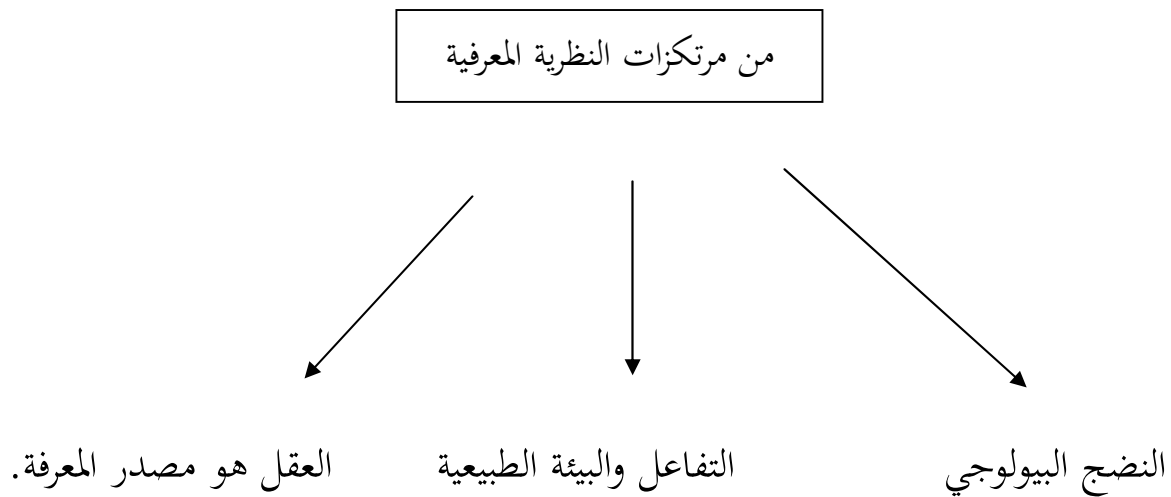 من مرتكزات النظرية المعرفية
النضج البيولوجي
التفاعل والبيئة الطبيعية
العقل هو مصدر المعرفة.